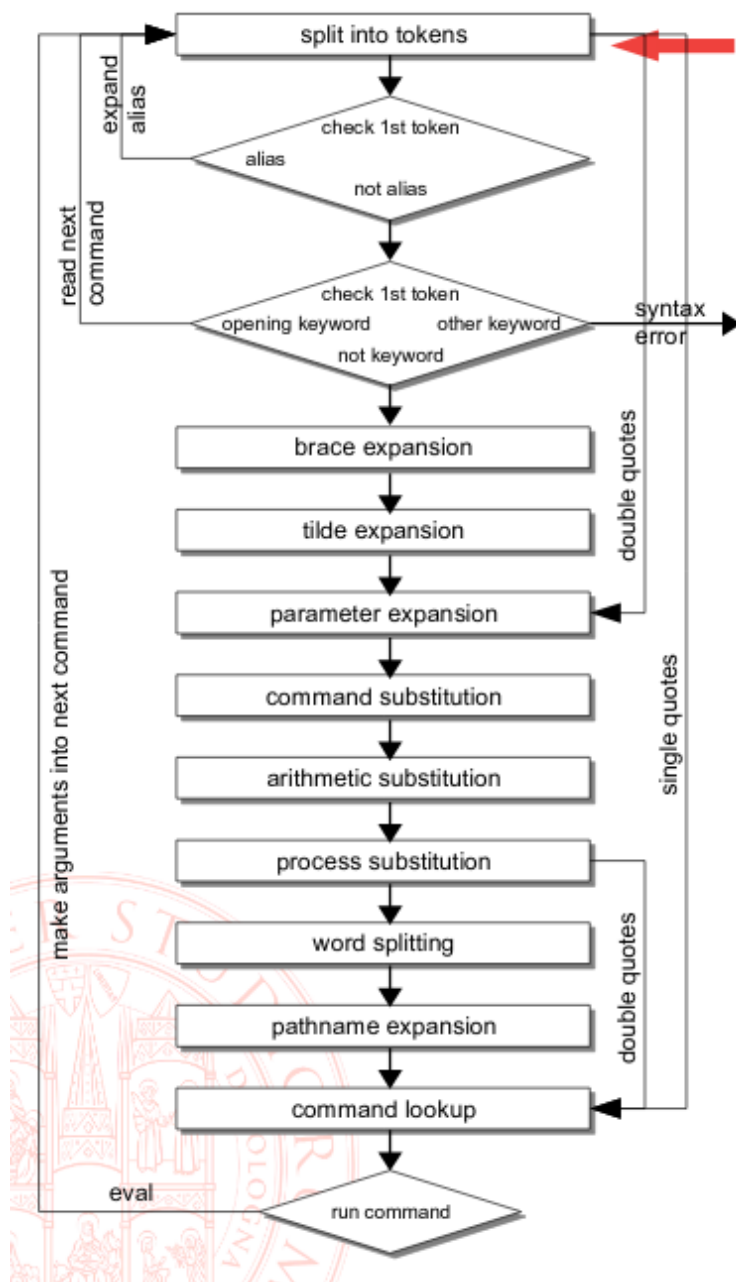 split into tokens
expand
alias
check 1st token
alias
not alias
read next
command
check 1st token
opening keyword
other keyword
not keyword
syntax
error
brace expansion
double quotes
tilde expansion
parameter expansion
make arguments into next command
command substitution
single quotes
arithmetic substitution
process substitution
word splitting
double quotes
pathname expansion
command lookup
eval
run command